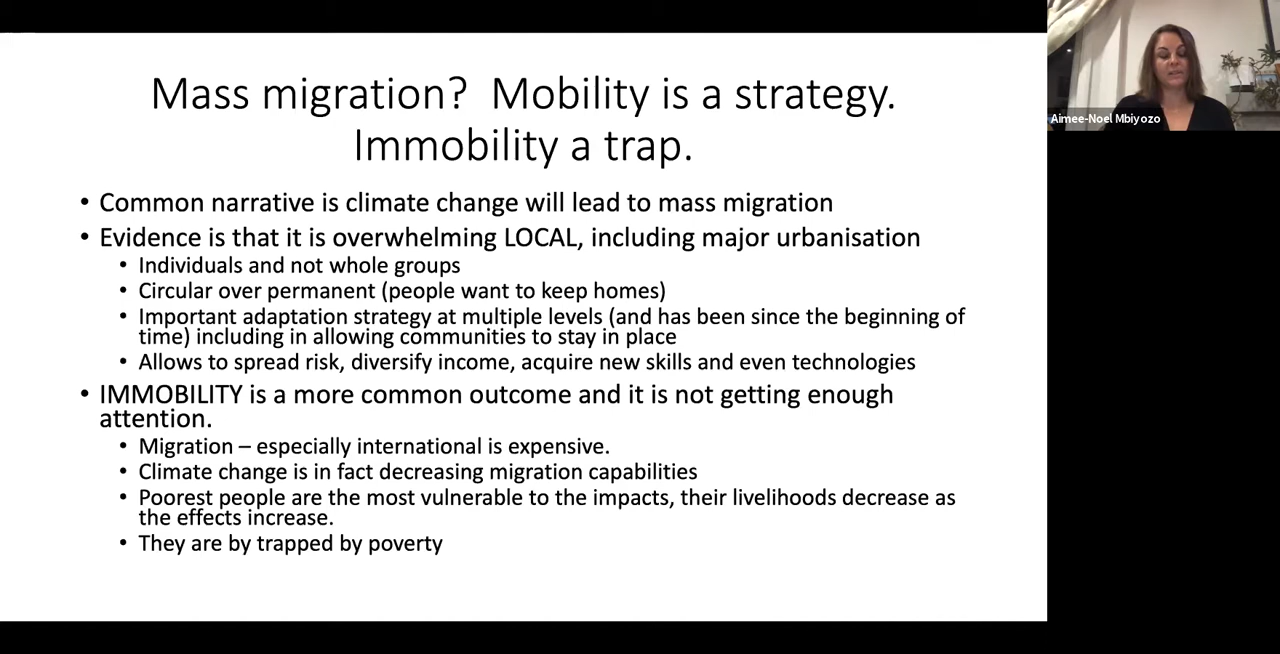 Mass migration? Mobility is a strategy.
Immobility a trap.
• Common narrative is climate change will lead to mass migration
• Evidence is that it is overwhelming LOCAL, including major urbanisation
• Individuals and not whole groups
• Circular over permanent (people want to keep homes)
• Important adaptation strategy at multiple levels (and has been since the beginning of
time) including in allowing communities to stay in place
• Allows to spread risk, diversify income, acquire new skills and even technologies
• IMMOBILITY is a more common outcome and it is not getting enough
attention.
• Migration – especially international is expensive.
• Climate change is in fact decreasing migration capabilities
• Poorest people are the most vulnerable to the impacts, their livelihoods decrease as
the effects increase.
• They are by trapped by poverty
Aimee-Noel Mbiyozo